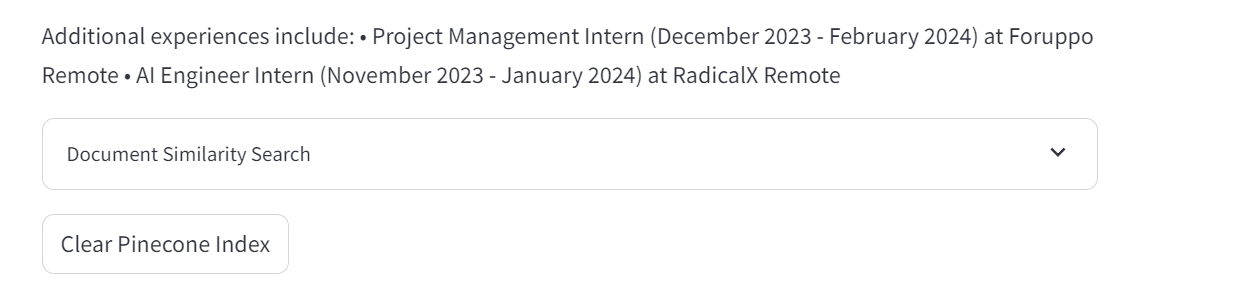 Additional experiences include: • Project Management Intern (December 2023 - February 2024) at Foruppo
Remote • AI Engineer Intern (November 2023 - January 2024) at RadicalX Remote
Document Similarity Search
Clear Pinecone Index